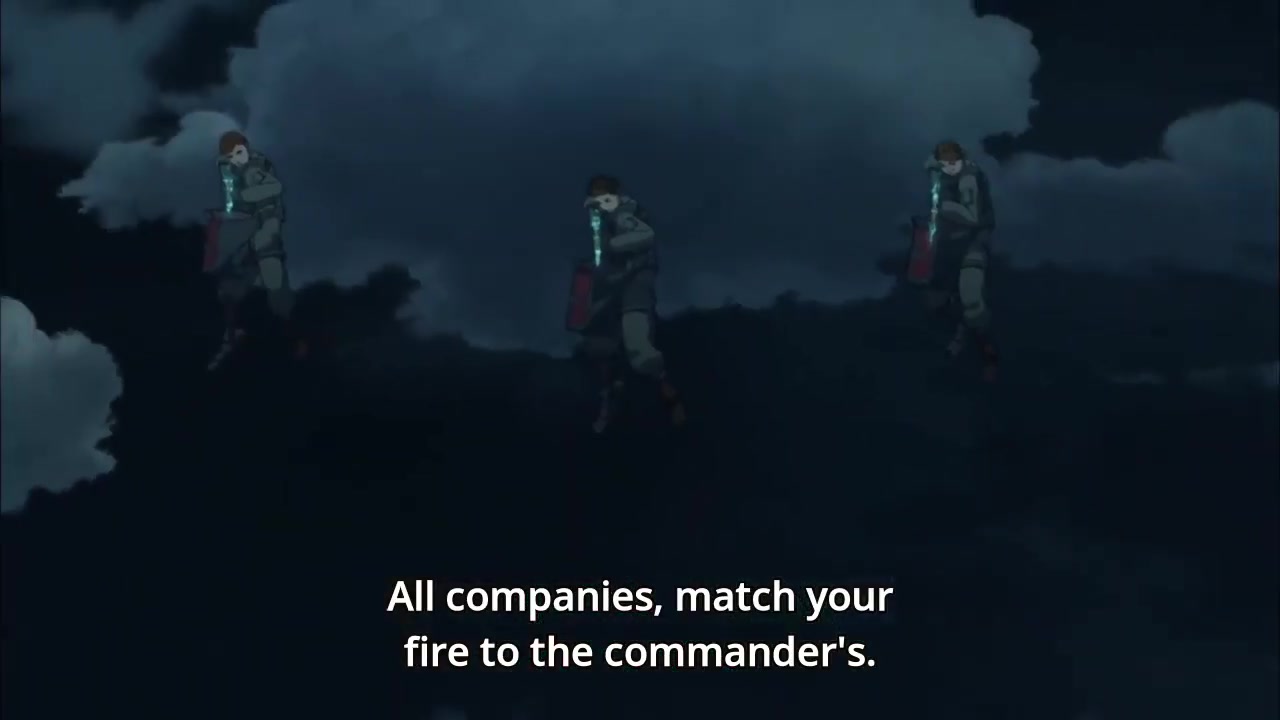 All companies, match your
fire to the commander's.